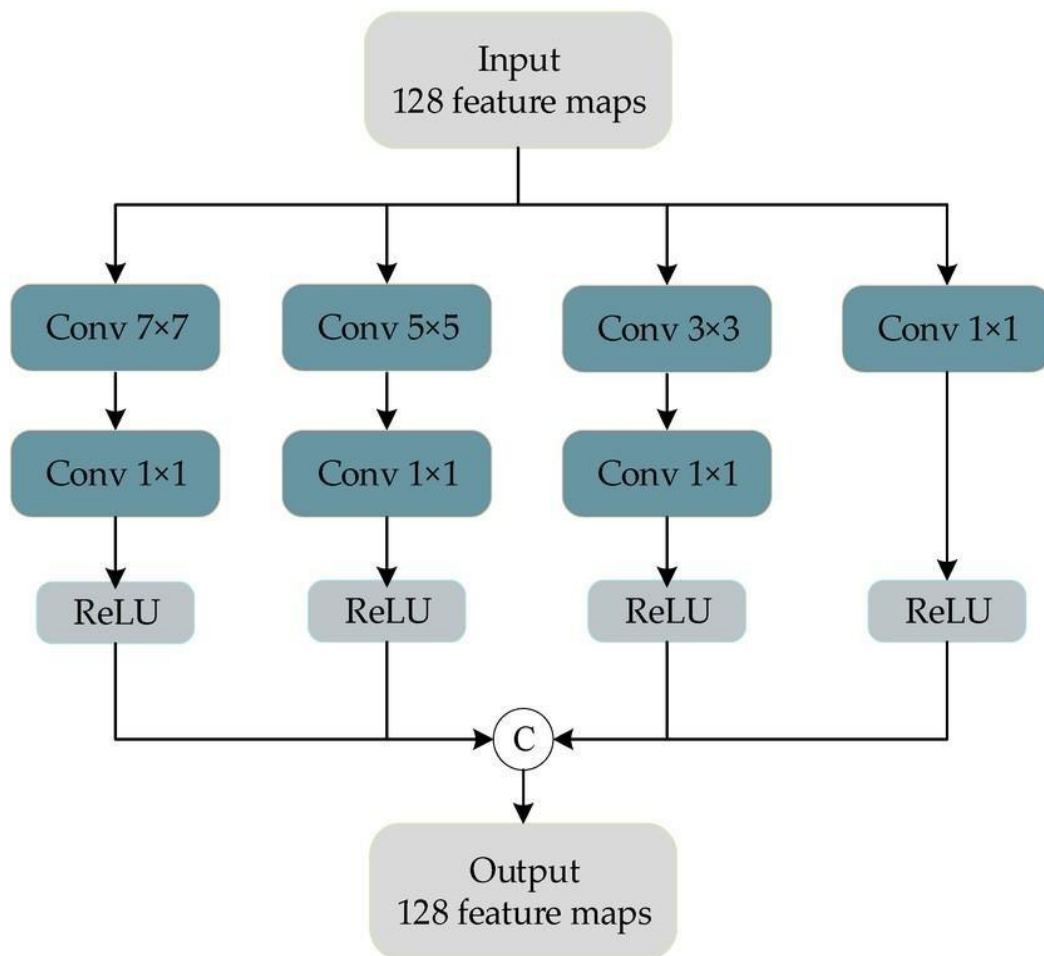 Input
128 feature maps
Conv 7×7
Conv 5×5
Conv 3×3
Conv 1×1
Conv 1×1
Conv 1×1
Conv 1×1
ReLU
ReLU
ReLU
ReLU
C
Output
128 feature maps